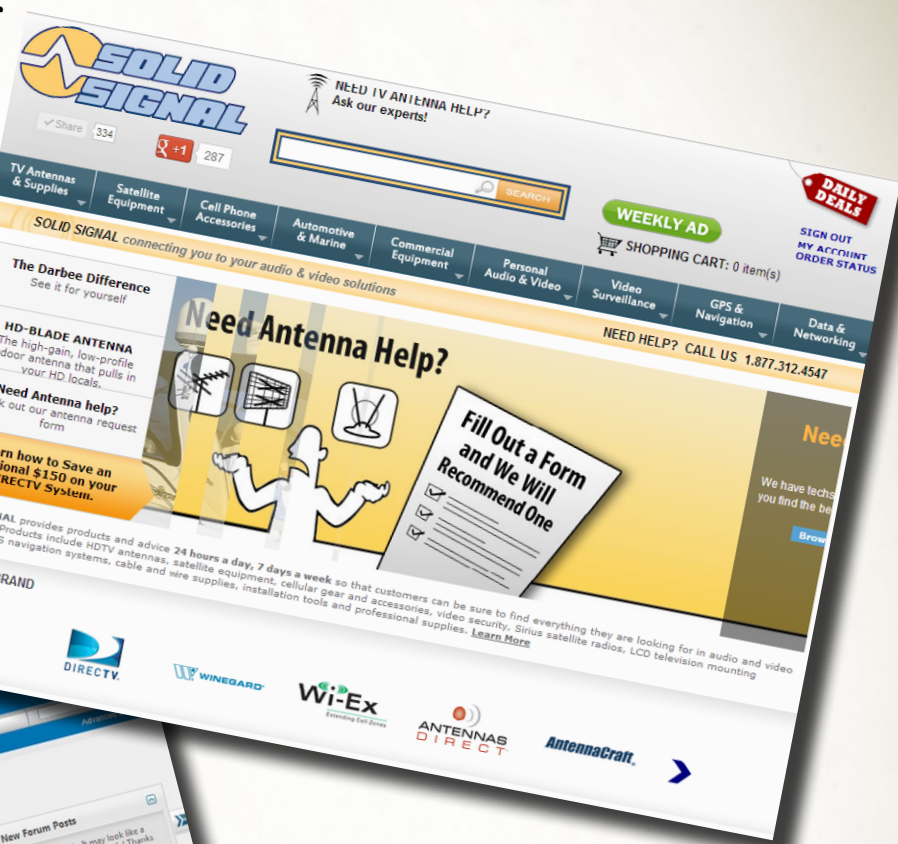 SOLID
SIGNAL
NEED TV ANTENNA HELP?
Ask our experts!
Share 334
+1 287
SEARCH
WEEKLY AD
SHOPPING CART: 0 item(s)
DAILY
DEALS
SIGN OUT
MY ACCOUNT
ORDER STATUS
TV Antennas
& Supplies
Satellite
Equipment
Cell Phone
Accessories
Automotive
& Marine
Commercial
Equipment
Personal
Audio & Video
Video
Surveillance
GPS &
Navigation
Data &
Networking
SOLID SIGNAL connecting you to your audio & video solutions
NEED HELP? CALL US 1.877.312.4547
The Darbee Difference
See it for yourself
HD-BLADE ANTENNA
The high-gain, low-profile
door antenna that pulls in
your HD locals.
Need Antenna help?
k out our antenna request
form
rn how to Save an
ional $150 on your
RECTV System.
Need Antenna Help?
Fill Out a Form
and We Will
Recommend One
Nee
We have techs
you find the be
Brow
NAL provides products and advice 24 hours a day, 7 days a week so that customers can be sure to find everything they are looking for in audio and video
Products include HDTV antennas, satellite equipment, cellular gear and accessories, video security, Sirius satellite radios, LCD television mounting
S navigation systems, cable and wire supplies, installation tools and professional supplies. Learn More
RAND
DIRECTV
WINEGARD
Wi-Ex
Extending Cell Zones
ANTENNAS
DIRECT
AntennaCraft
Advanced
New Forum Posts
may look like a
Thanks